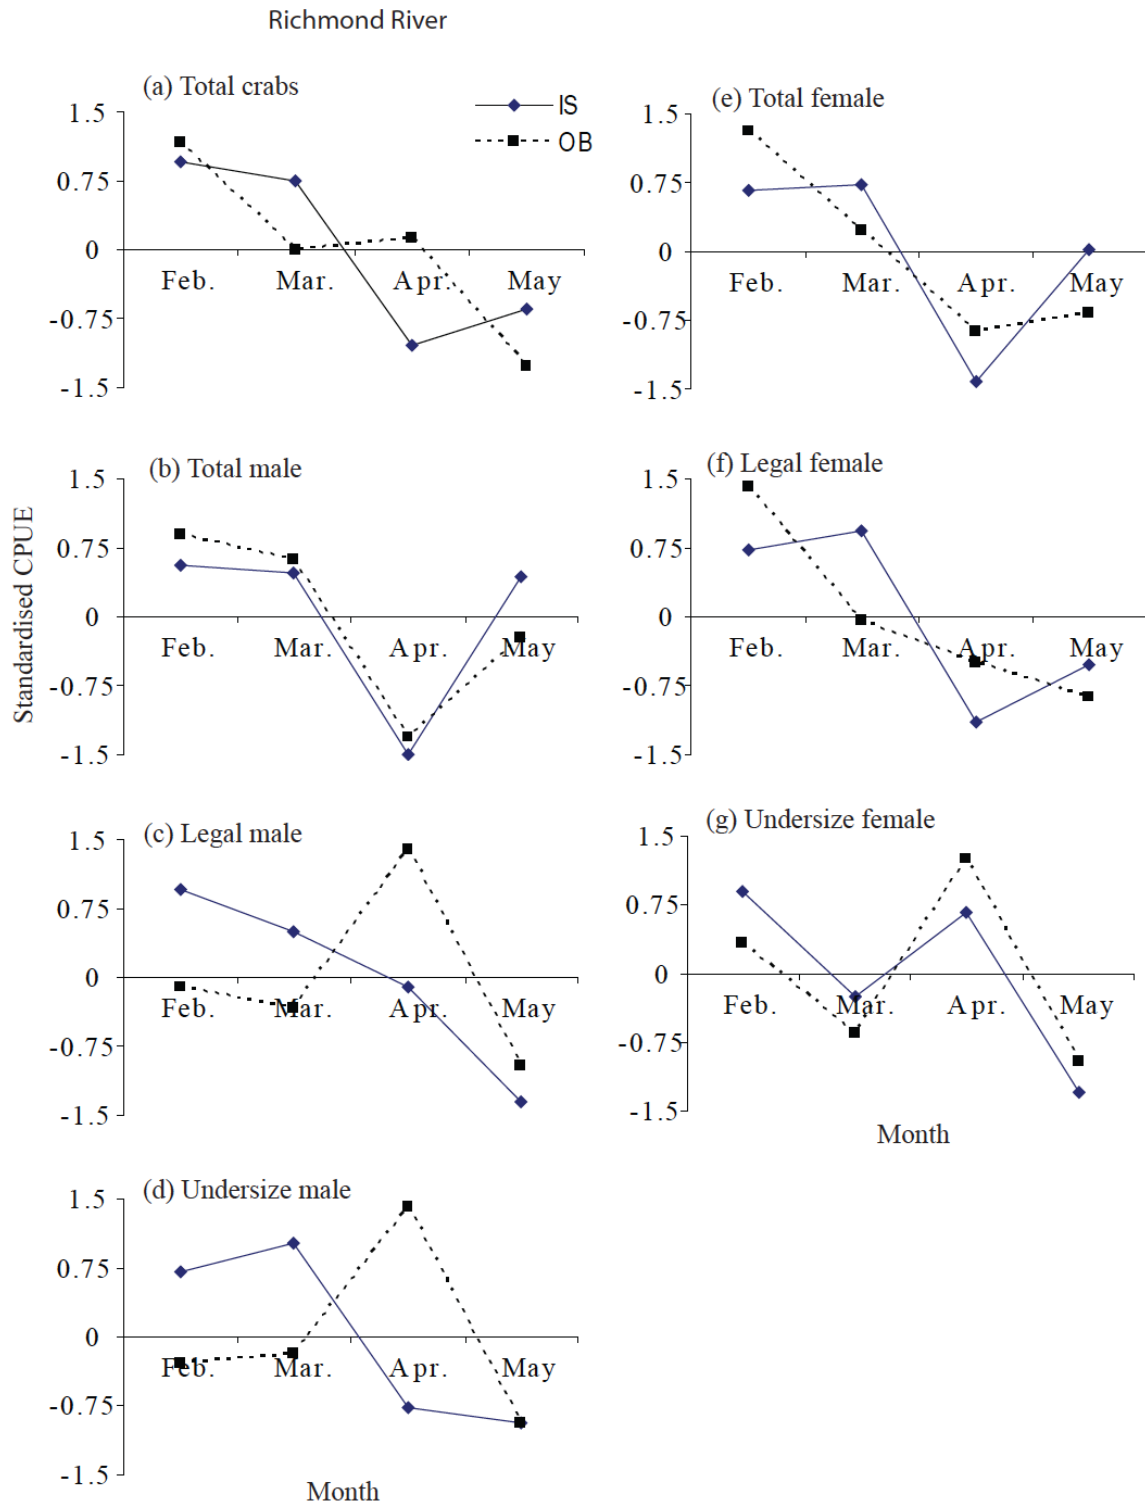 Richmond River
(a) Total crabs
IS
OB
1.5
0.75
0
-0.75
-1.5
Feb.
Mar.
Apr.
May
(e) Total female
1.5
0.75
0
-0.75
-1.5
Feb.
Mar.
Apr.
May
Standardised CPUE
(b) Total male
1.5
0.75
0
-0.75
-1.5
Feb.
Mar.
Apr.
May
(f) Legal female
1.5
0.75
0
-0.75
-1.5
Feb.
Mar.
Apr.
May
(c) Legal male
1.5
0.75
0
-0.75
-1.5
Feb.
Mar.
Apr.
May
(g) Undersize female
1.5
0.75
0
-0.75
-1.5
Feb.
Mar.
Apr.
May
Month
(d) Undersize male
1.5
0.75
0
-0.75
-1.5
Feb.
Mar.
Apr.
May
Month